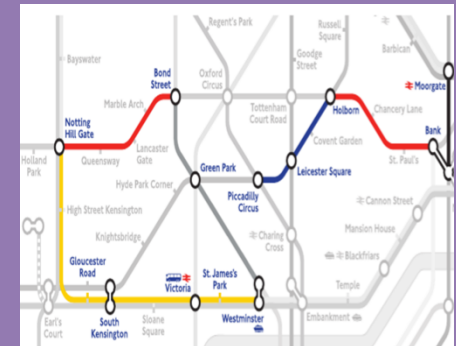 Regent's Park
Russell
Square
Barbican
Goodge
Street
Bayswater
Bond
Street
Oxford
Circus
Moorgate
Marble Arch
Tottenham
Court Road
Holborn
Chancery Lane
Notting
Hill Gate
Bank
Holland
Park
Queensway
Lancaster
Gate
Covent Garden
St. Paul's
Green Park
Leicester Square
Hyde Park Corner
Piccadilly
Circus
Cannon Street
High Street Kensington
Mansion House
Knightsbridge
Charing
Cross
Blackfriars
Gloucester
Road
Victoria
St. James's
Park
Temple
Earl's
Court
South
Kensington
Sloane
Square
Westminster
Embankment